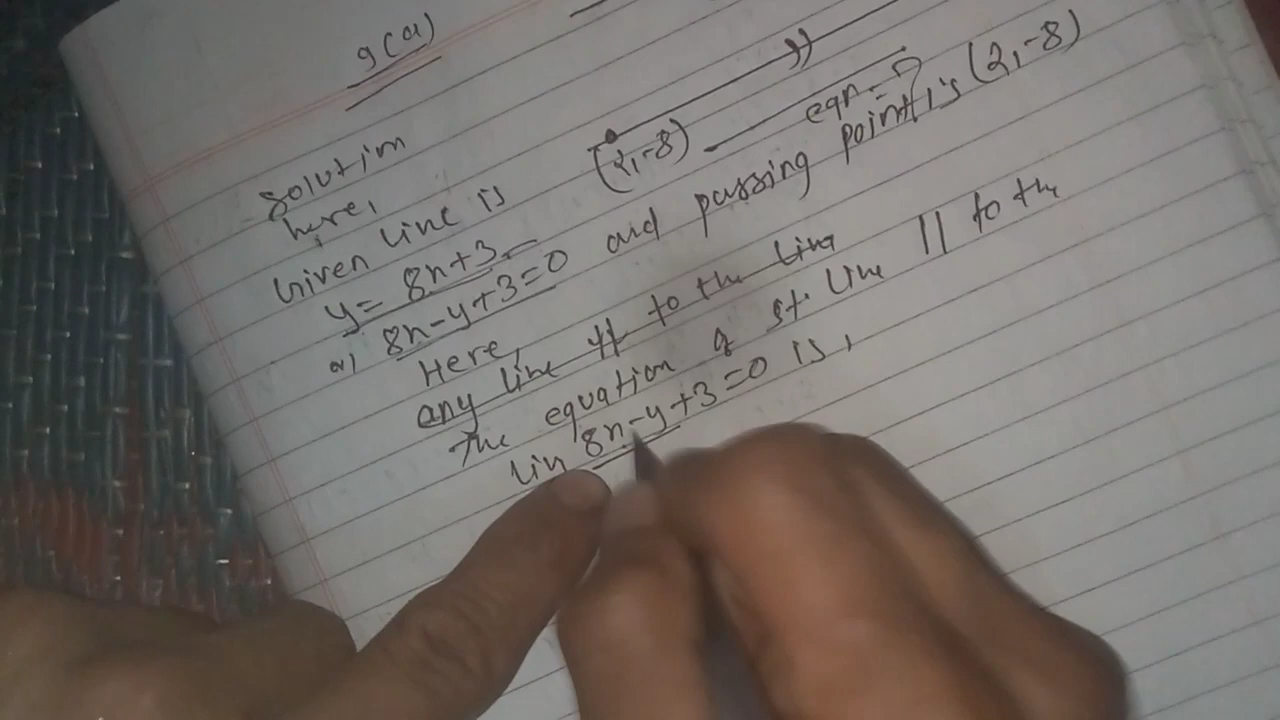 9(a)
solution
here,
Given line is
y = 8x+3
or, 8x-y+3=0 and passing point is (2,-8)
(2,-8)
eqn = ?
Here,
any line // to the line
The equation of st. line || to the
lin 8x-y+3=0 is,